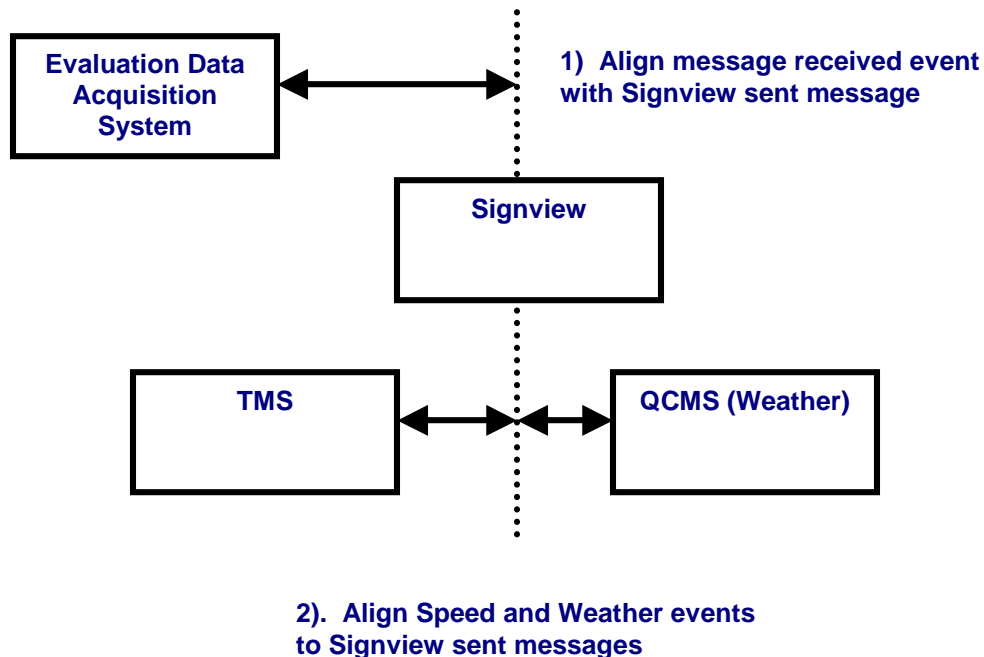 Evaluation Data
Acquisition
System
1)  Align message received event
with Signview sent message
Signview
TMS
QCMS (Weather)
2).  Align Speed and Weather events
to Signview sent messages